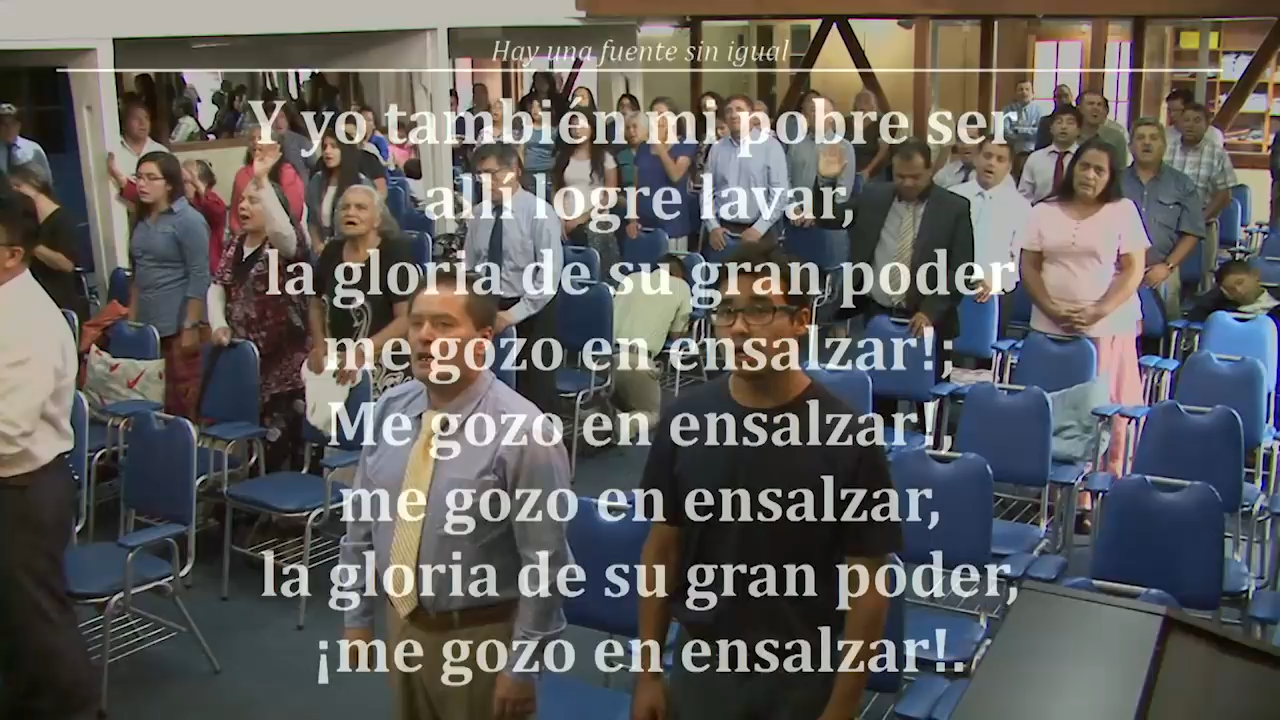 Hay una fuente sin igual–
Y yo también mi pobre ser
allí logre lavar,
la gloria de su gran poder
me gozo en ensalzar!;
Me gozo en ensalzar!,
me gozo en ensalzar,
la gloria de su gran poder,
¡me gozo en ensalzar!.